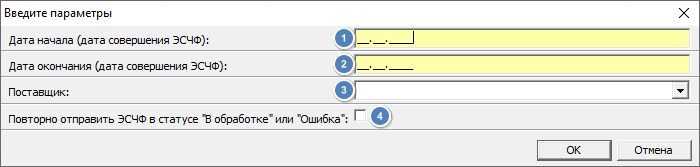 Введите параметры
Дата начала (дата совершения ЭСЧФ): 1 __.__.____
Дата окончания (дата совершения ЭСЧФ): 2 __.__.____
Поставщик: 3
Повторно отправить ЭСЧФ в статусе "В обработке" или "Ошибка": 4
OK Отмена